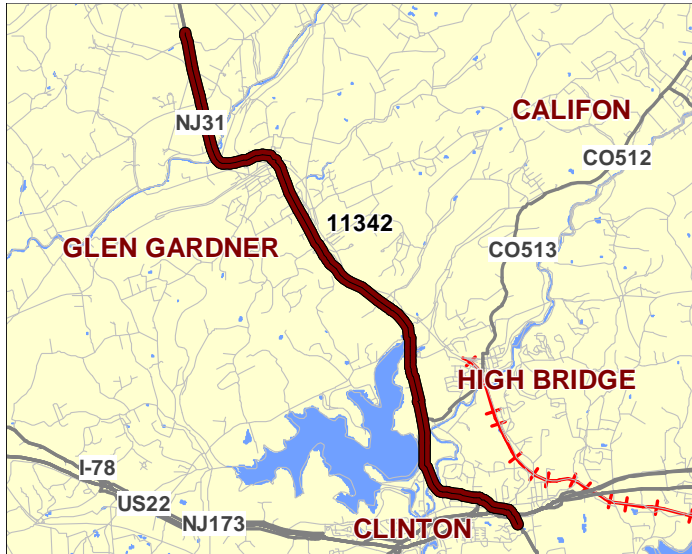 CALIFON
NJ31
CO512
11342
GLEN GARDNER
CO513
HIGH BRIDGE
I-78
US22
NJ173
CLINTON